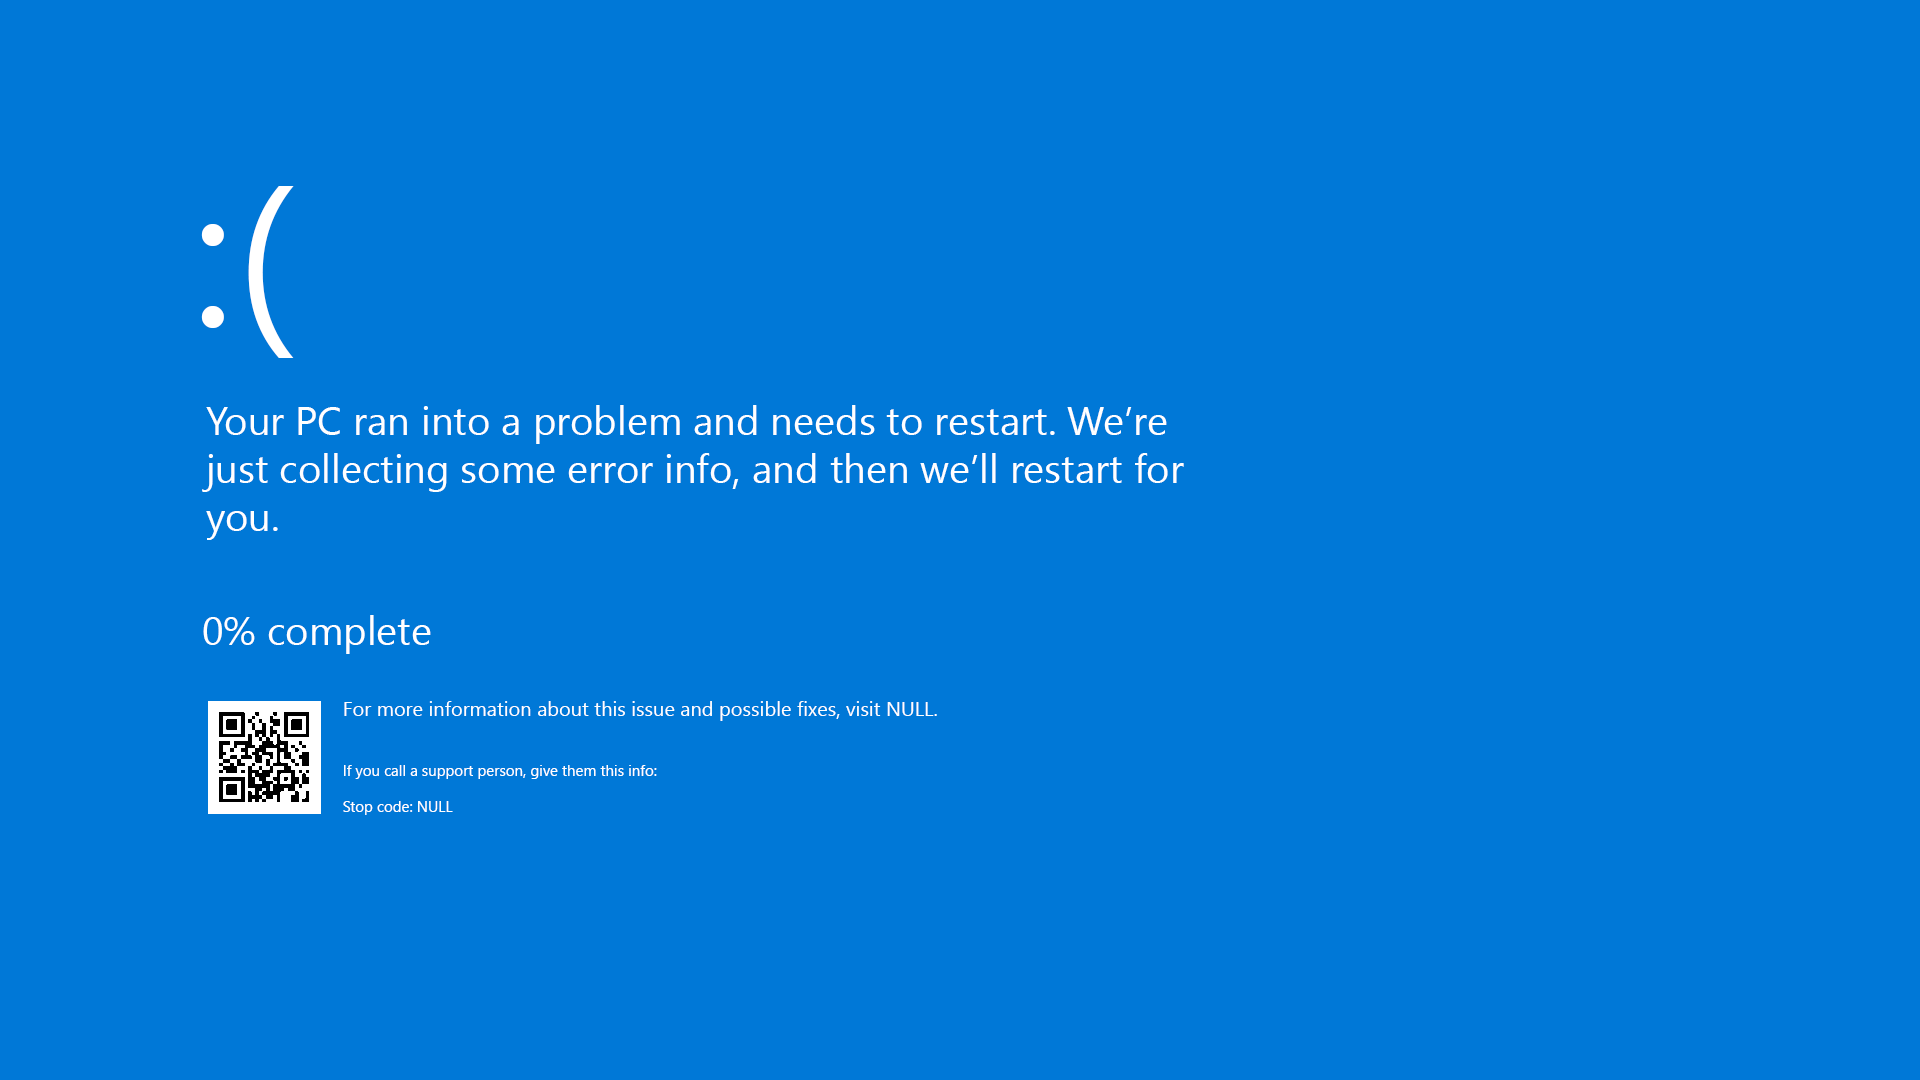 :(
Your PC ran into a problem and needs to restart. We’re
just collecting some error info, and then we’ll restart for
you.
0% complete
For more information about this issue and possible fixes, visit NULL.
If you call a support person, give them this info:
Stop code: NULL